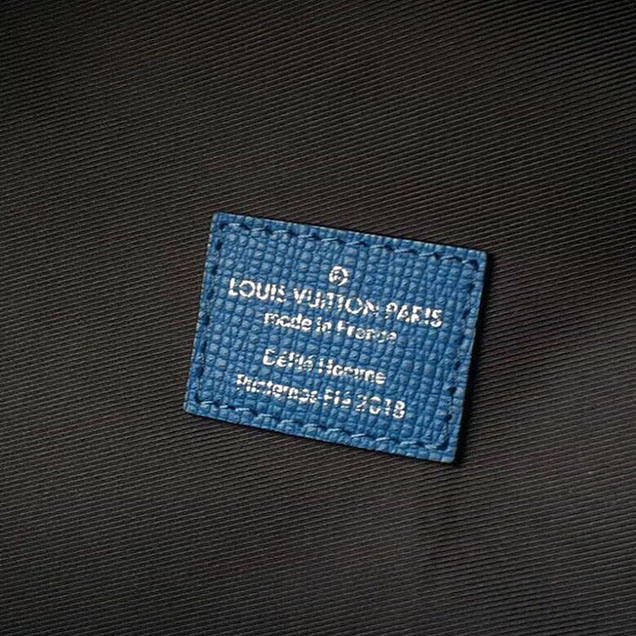 LOUIS VUITTON PARIS
made in France
Défilé Homme
Printemps-Été 2018